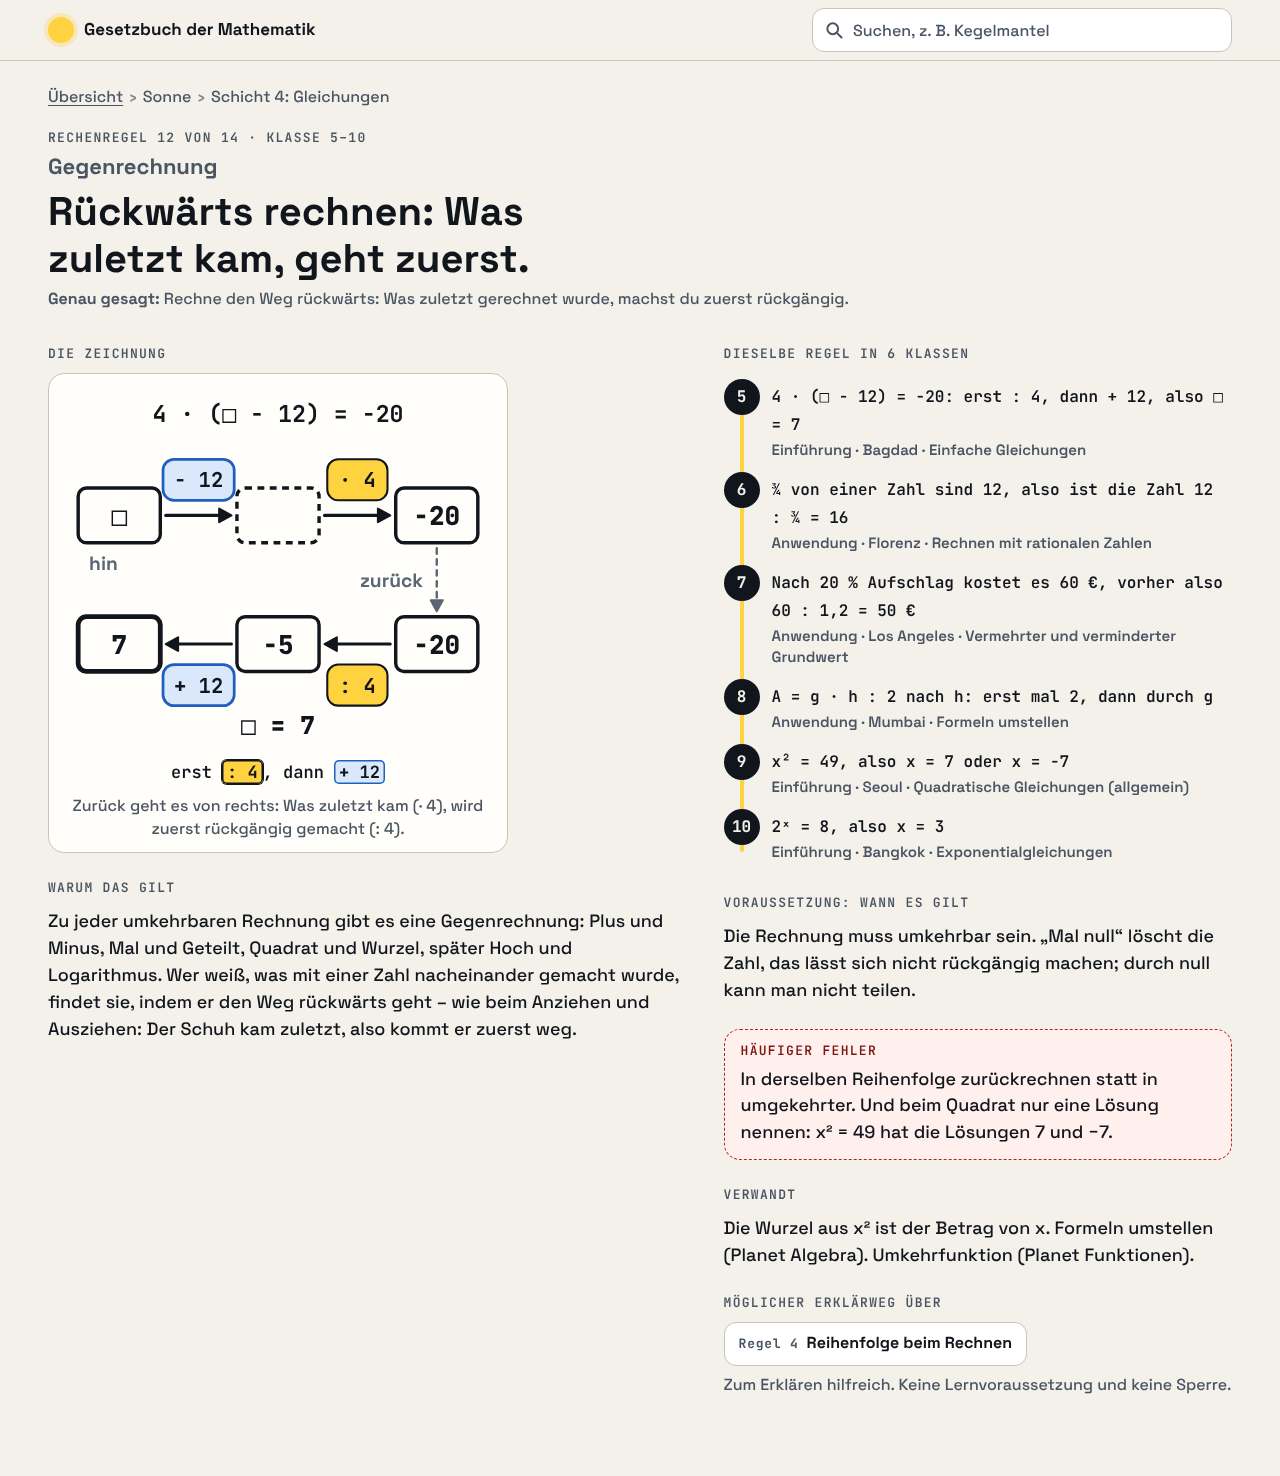 Gesetzbuch der Mathematik
Suchen, z. B. Kegelmantel
Übersicht › Sonne › Schicht 4: Gleichungen
RECHENREGEL 12 VON 14 · KLASSE 5–10
Gegenrechnung
Rückwärts rechnen: Was
zuletzt kam, geht zuerst.
Genau gesagt: Rechne den Weg rückwärts: Was zuletzt gerechnet wurde, machst du zuerst rückgängig.
DIE ZEICHNUNG
4 · (□ - 12) = -20
- 12
· 4
□
-20
hin
zurück
7
-5
-20
+ 12
: 4
□ = 7
erst : 4, dann + 12
Zurück geht es von rechts: Was zuletzt kam (· 4), wird
zuerst rückgängig gemacht (: 4).
WARUM DAS GILT
Zu jeder umkehrbaren Rechnung gibt es eine Gegenrechnung: Plus und
Minus, Mal und Geteilt, Quadrat und Wurzel, später Hoch und
Logarithmus. Wer weiß, was mit einer Zahl nacheinander gemacht wurde,
findet sie, indem er den Weg rückwärts geht – wie beim Anziehen und
Ausziehen: Der Schuh kam zuletzt, also kommt er zuerst weg.
DIESELBE REGEL IN 6 KLASSEN
5
4 · (□ - 12) = -20: erst : 4, dann + 12, also □
= 7
Einführung · Bagdad · Einfache Gleichungen
6
¾ von einer Zahl sind 12, also ist die Zahl 12
: ¾ = 16
Anwendung · Florenz · Rechnen mit rationalen Zahlen
7
Nach 20 % Aufschlag kostet es 60 €, vorher also
60 : 1,2 = 50 €
Anwendung · Los Angeles · Vermehrter und verminderter
Grundwert
8
A = g · h : 2 nach h: erst mal 2, dann durch g
Anwendung · Mumbai · Formeln umstellen
9
x² = 49, also x = 7 oder x = -7
Einführung · Seoul · Quadratische Gleichungen (allgemein)
10
2ˣ = 8, also x = 3
Einführung · Bangkok · Exponentialgleichungen
VORAUSSETZUNG: WANN ES GILT
Die Rechnung muss umkehrbar sein. „Mal null“ löscht die
Zahl, das lässt sich nicht rückgängig machen; durch null
kann man nicht teilen.
HÄUFIGER FEHLER
In derselben Reihenfolge zurückrechnen statt in
umgekehrter. Und beim Quadrat nur eine Lösung
nennen: x² = 49 hat die Lösungen 7 und −7.
VERWANDT
Die Wurzel aus x² ist der Betrag von x. Formeln umstellen
(Planet Algebra). Umkehrfunktion (Planet Funktionen).
MÖGLICHER ERKLÄRWEG ÜBER
Regel 4 Reihenfolge beim Rechnen
Zum Erklären hilfreich. Keine Lernvoraussetzung und keine Sperre.